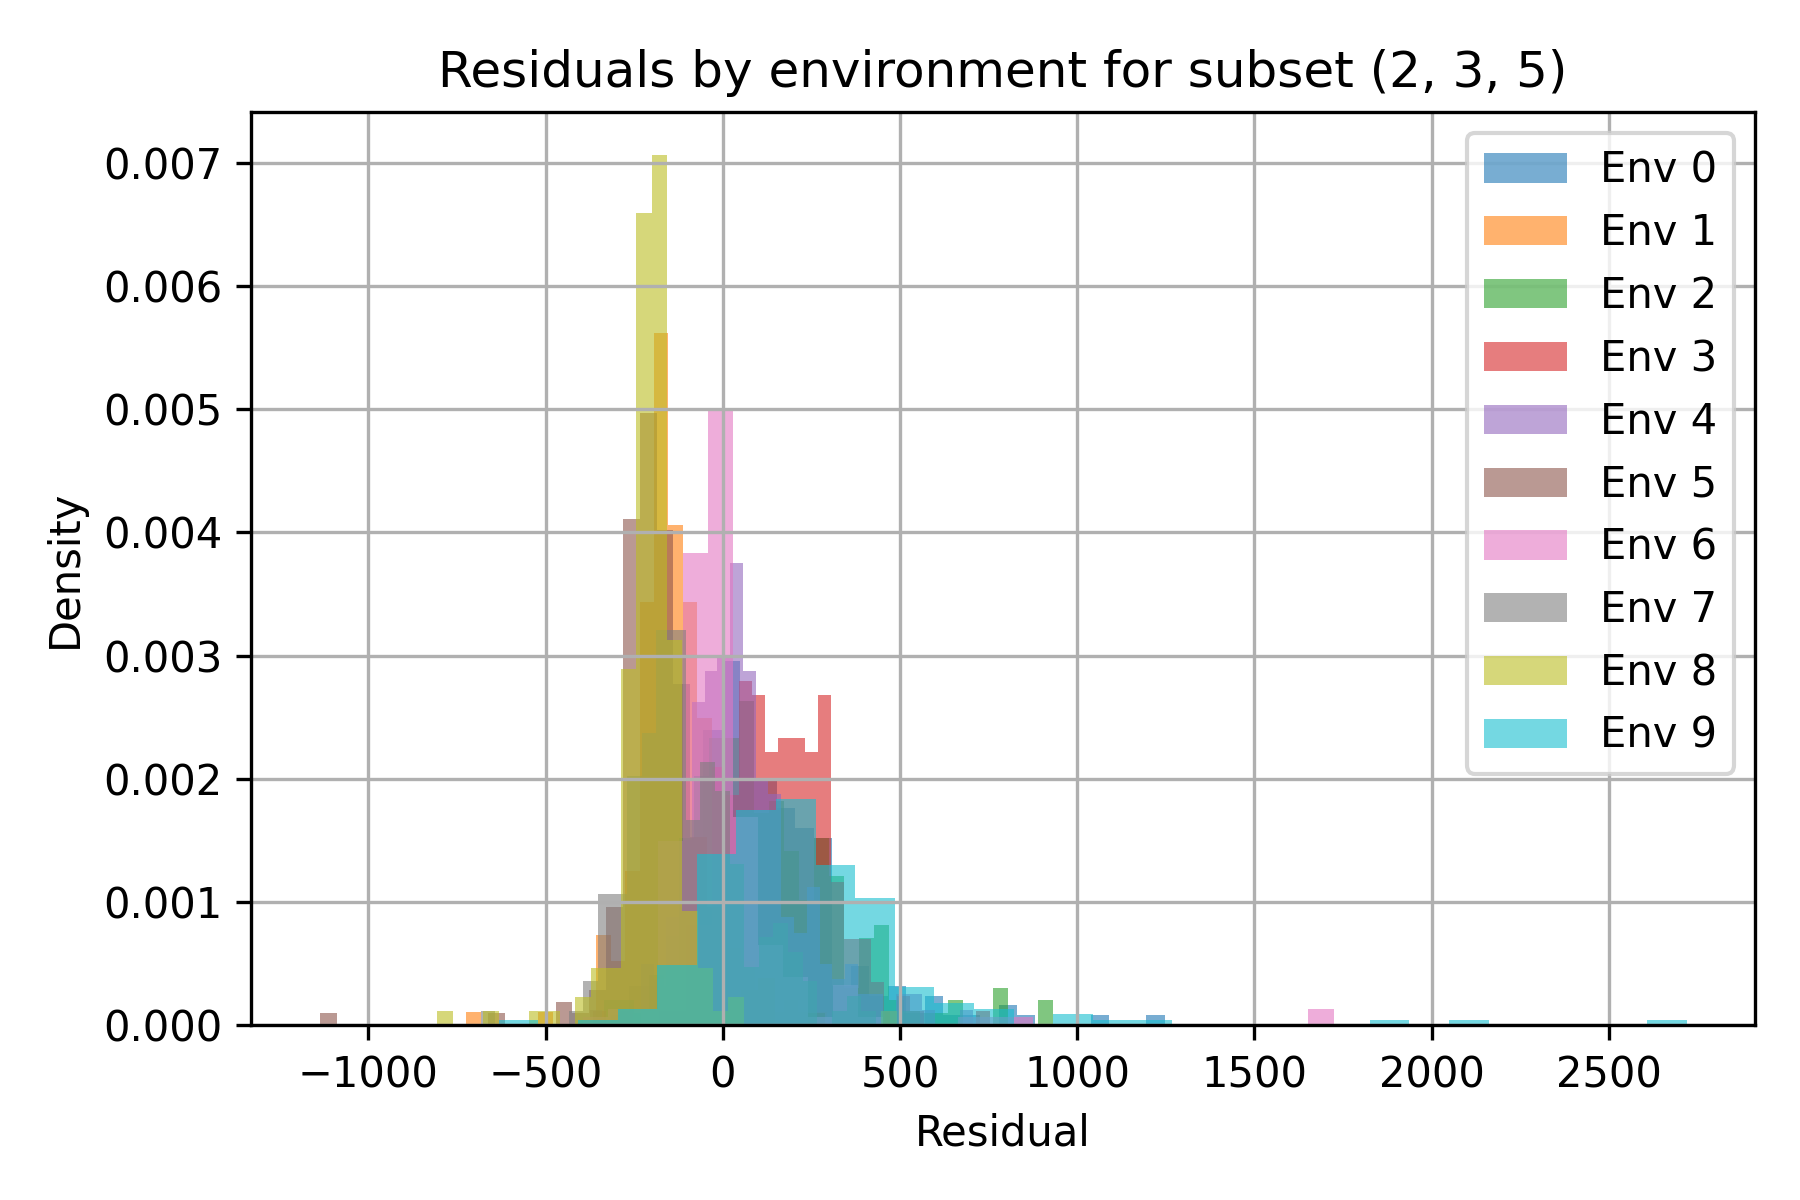 Residuals by environment for subset (2, 3, 5)
0.007
0.006
0.005
0.004
0.003
0.002
0.001
0.000
Density
−1000
−500
0
500
1000
1500
2000
2500
Residual
Env 0
Env 1
Env 2
Env 3
Env 4
Env 5
Env 6
Env 7
Env 8
Env 9